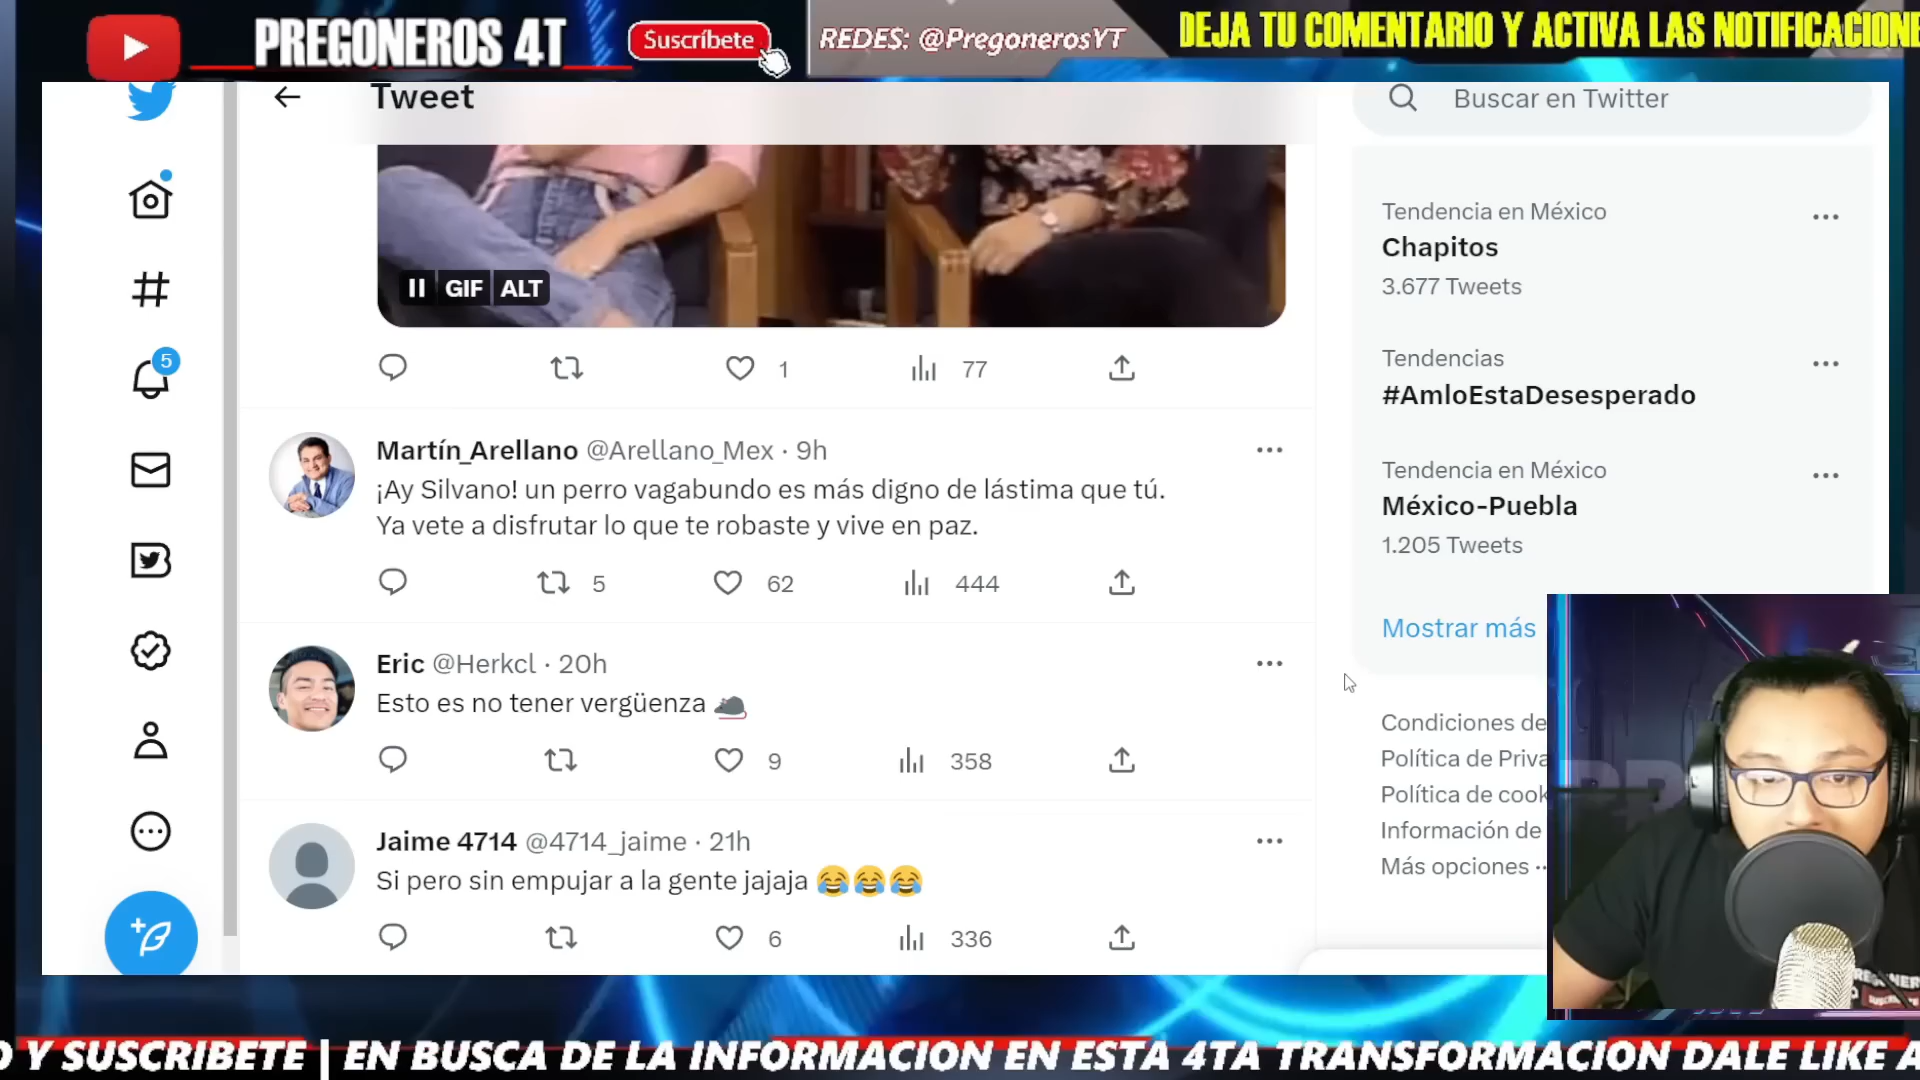 PREGONEROS 4T
Suscríbete
REDES: @PregonerosYT
DEJA TU COMENTARIO Y ACTIVA LAS NOTIFICACIONE
Tweet
Buscar en Twitter
GIF ALT
1
77
5
Martín_Arellano @Arellano_Mex · 9h
¡Ay Silvano! un perro vagabundo es más digno de lástima que tú.
Ya vete a disfrutar lo que te robaste y vive en paz.
5
62
444
Eric @Herkcl · 20h
Esto es no tener vergüenza 🐀
9
358
Jaime 4714 @4714_jaime · 21h
Si pero sin empujar a la gente jajaja 😂😂😂
6
336
Tendencia en México
Chapitos
3.677 Tweets
Tendencias
#AmloEstaDesesperado
Tendencia en México
México-Puebla
1.205 Tweets
Mostrar más
Condiciones de
Política de Priva
Política de cook
Información de
Más opciones ··
O Y SUSCRIBETE | EN BUSCA DE LA INFORMACION EN ESTA 4TA TRANSFORMACION DALE LIKE A